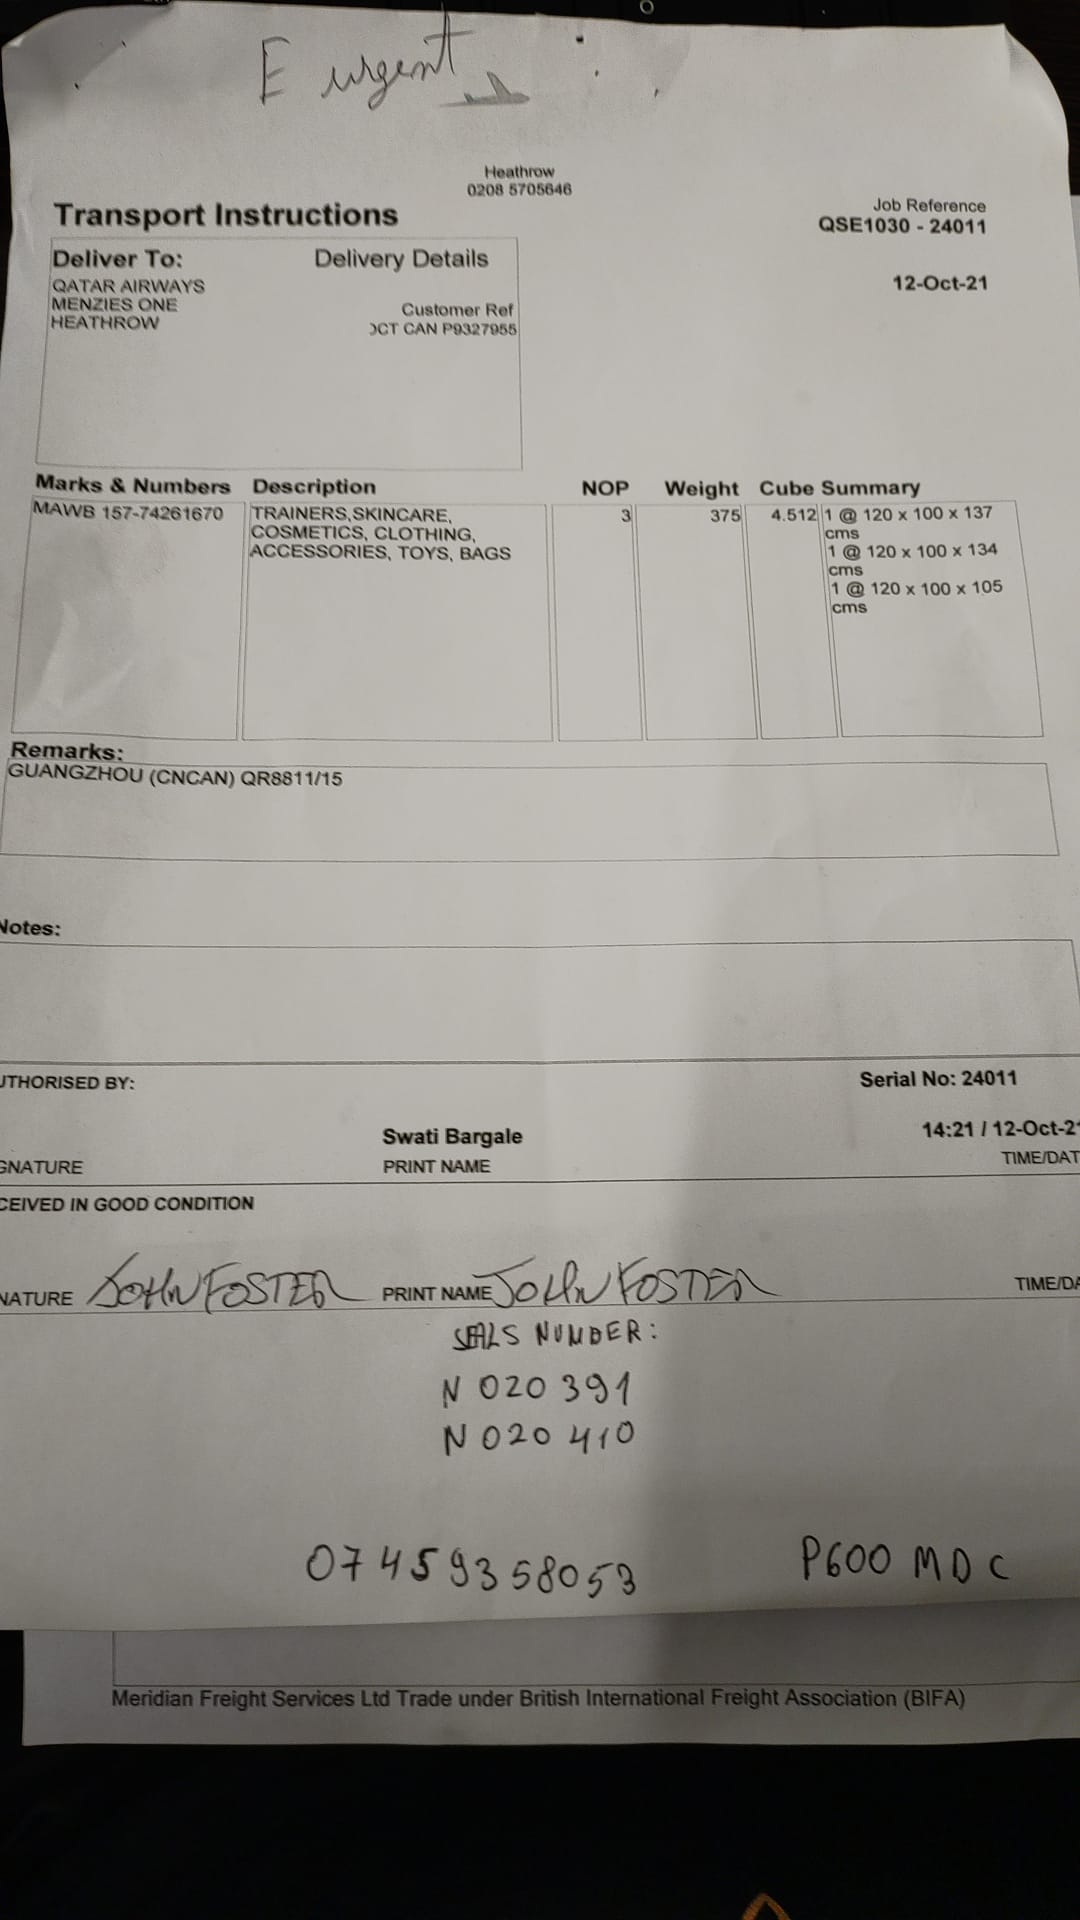 E urgent
Heathrow
0208 5705646
Transport Instructions
Job Reference
QSE1030 - 24011
Deliver To:
Delivery Details
12-Oct-21
QATAR AIRWAYS
MENZIES ONE
HEATHROW
Customer Ref
OCT CAN P9327955
Marks & Numbers Description NOP Weight Cube Summary
MAWB 157-74261670 TRAINERS,SKINCARE, 3 375 4.512 1 @ 120 x 100 x 137
COSMETICS, CLOTHING, cms
ACCESSORIES, TOYS, BAGS 1 @ 120 x 100 x 134
cms
1 @ 120 x 100 x 105
cms
Remarks:
GUANGZHOU (CNCAN) QR8811/15
Notes:
UTHORISED BY:
Serial No: 24011
Swati Bargale
14:21 / 12-Oct-21
GNATURE PRINT NAME TIME/DAT
CEIVED IN GOOD CONDITION
NATURE JOHN FOSTER PRINT NAME JOHN FOSTER TIME/DA
SEALS NUMBER:
N 020 391
N 020 410
07459358053 P600 MDC
Meridian Freight Services Ltd Trade under British International Freight Association (BIFA)